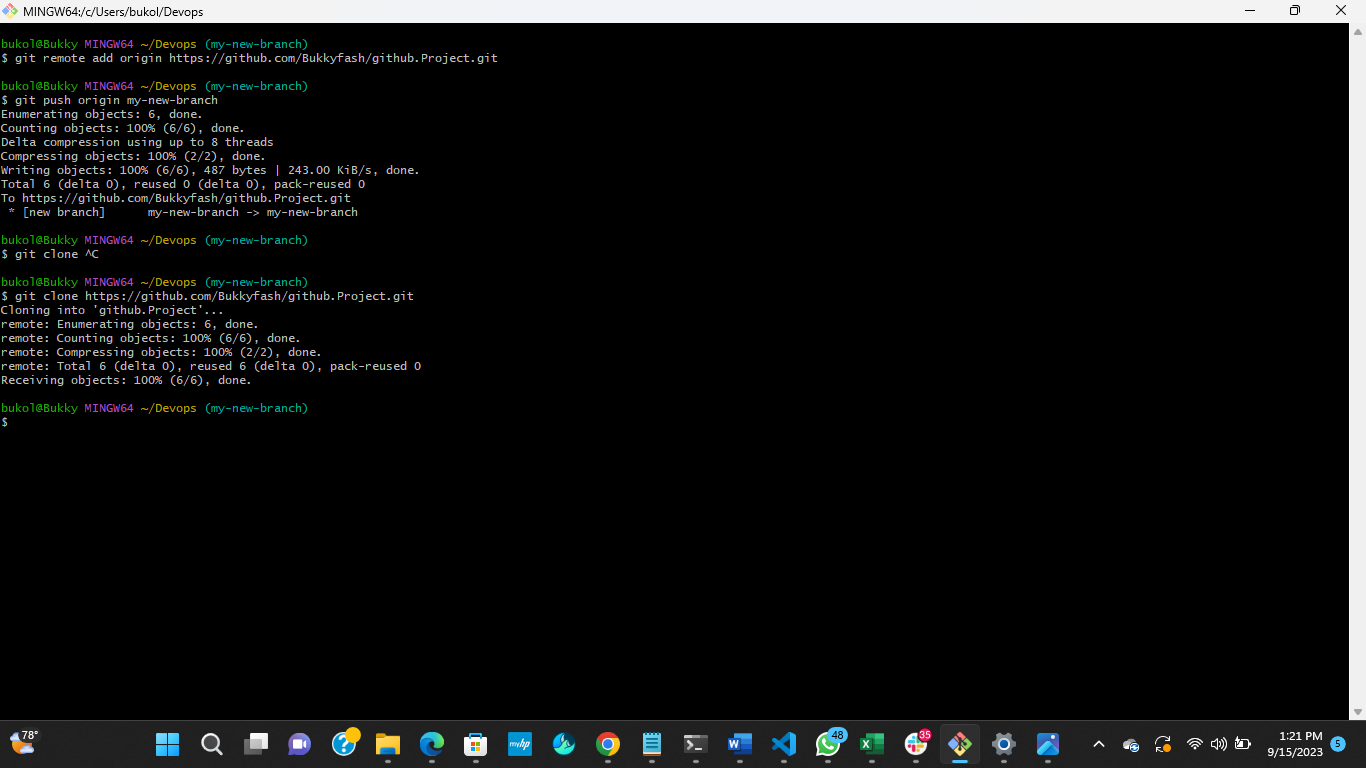 MINGW64:/c/Users/bukol/Devops
bukol@Bukky MINGW64 ~/Devops (my-new-branch)
$ git remote add origin https://github.com/Bukkyfash/github.Project.git
bukol@Bukky MINGW64 ~/Devops (my-new-branch)
$ git push origin my-new-branch
Enumerating objects: 6, done.
Counting objects: 100% (6/6), done.
Delta compression using up to 8 threads
Compressing objects: 100% (2/2), done.
Writing objects: 100% (6/6), 487 bytes | 243.00 KiB/s, done.
Total 6 (delta 0), reused 0 (delta 0), pack-reused 0
To https://github.com/Bukkyfash/github.Project.git
 * [new branch]      my-new-branch -> my-new-branch
bukol@Bukky MINGW64 ~/Devops (my-new-branch)
$ git clone ^C
bukol@Bukky MINGW64 ~/Devops (my-new-branch)
$ git clone https://github.com/Bukkyfash/github.Project.git
Cloning into 'github.Project'...
remote: Enumerating objects: 6, done.
remote: Counting objects: 100% (6/6), done.
remote: Compressing objects: 100% (2/2), done.
remote: Total 6 (delta 0), reused 6 (delta 0), pack-reused 0
Receiving objects: 100% (6/6), done.
bukol@Bukky MINGW64 ~/Devops (my-new-branch)
$
78°
myhp
48
35
1:21 PM
9/15/2023
5